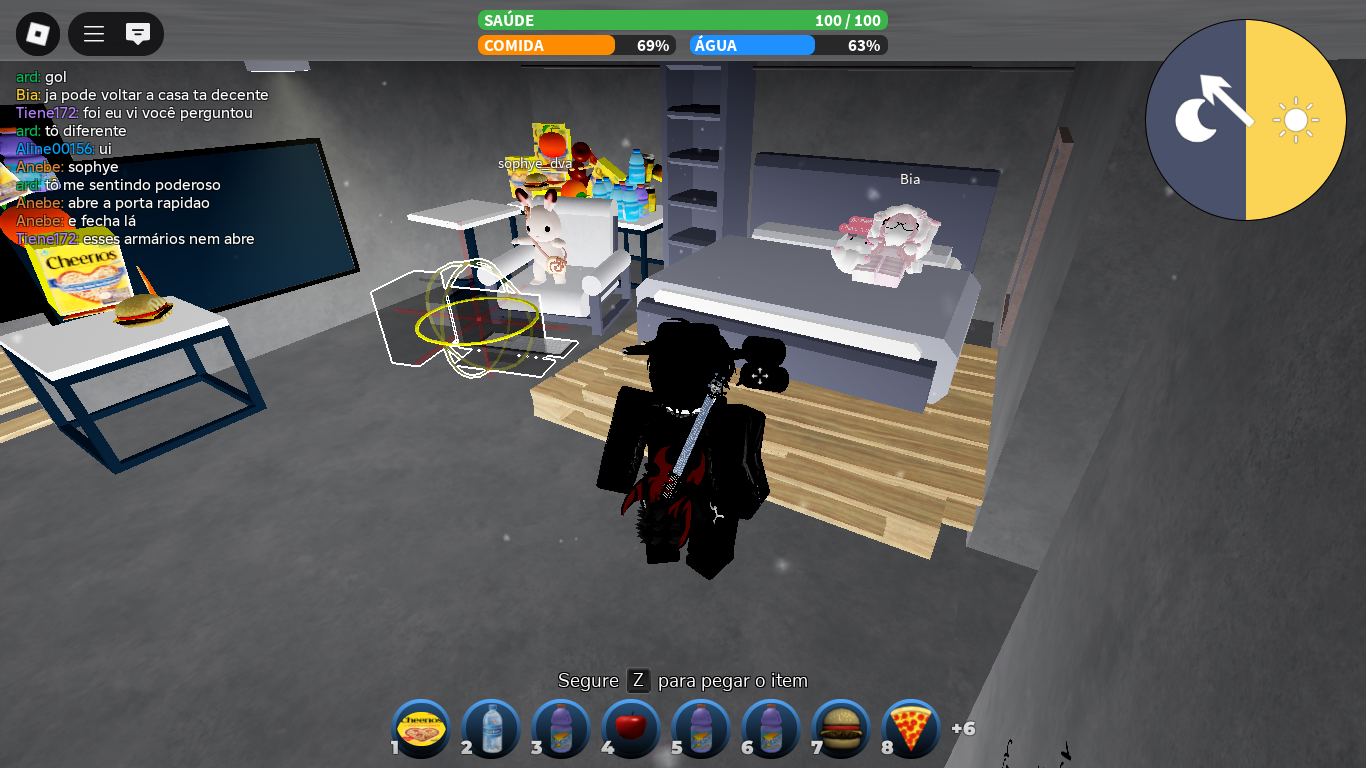 SAÚDE 100 / 100
COMIDA 69% ÁGUA 63%
ard: gol
Bia: ja pode voltar a casa ta decente
Tiene172: foi eu vi você perguntou
ard: tô diferente
Aline00156: ui
Anebe: sophye
ard: tô me sentindo poderoso
Anebe: abre a porta rapidao
Anebe: e fecha lá
Tiene172: esses armários nem abre
sophye_dva
Bia
Cheerios
Segure Z para pegar o item
Cheerios
1 2 3 4 5 6 7 8 +6